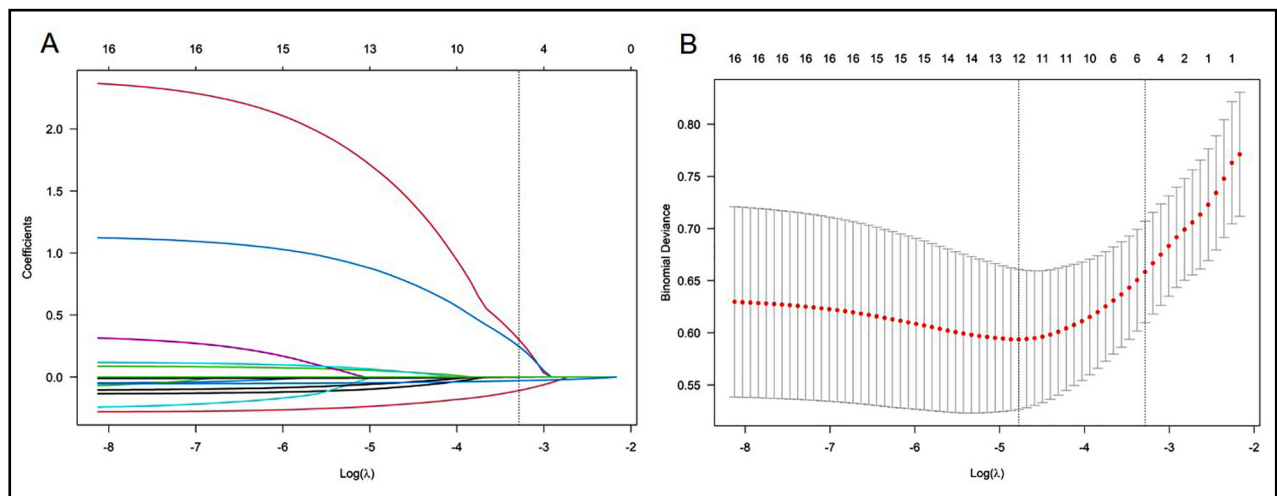 A
16 16 15 13 10 4 0
Coefficients
2.0
1.5
1.0
0.5
0.0
-8 -7 -6 -5 -4 -3 -2
Log(λ)
B
16 16 16 16 16 16 15 15 15 14 14 13 12 11 11 10 6 6 4 2 1 1
Binomial Deviance
0.80
0.75
0.70
0.65
0.60
0.55
-8 -7 -6 -5 -4 -3 -2
Log(λ)